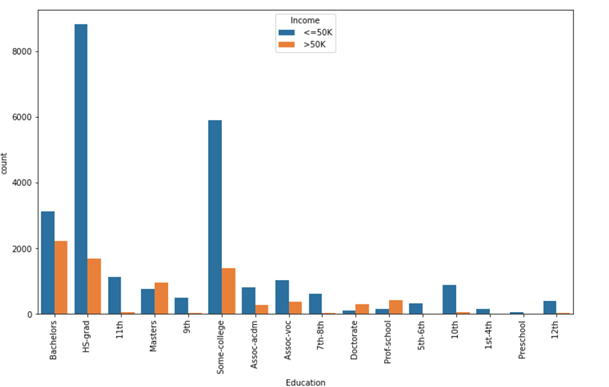 Income
<=50K
>50K
8000
6000
4000
2000
0
count
Bachelors
HS-grad
11th
Masters
9th
Some-college
Assoc-acdm
Assoc-voc
7th-8th
Doctorate
Prof-school
5th-6th
10th
1st-4th
Preschool
12th
Education